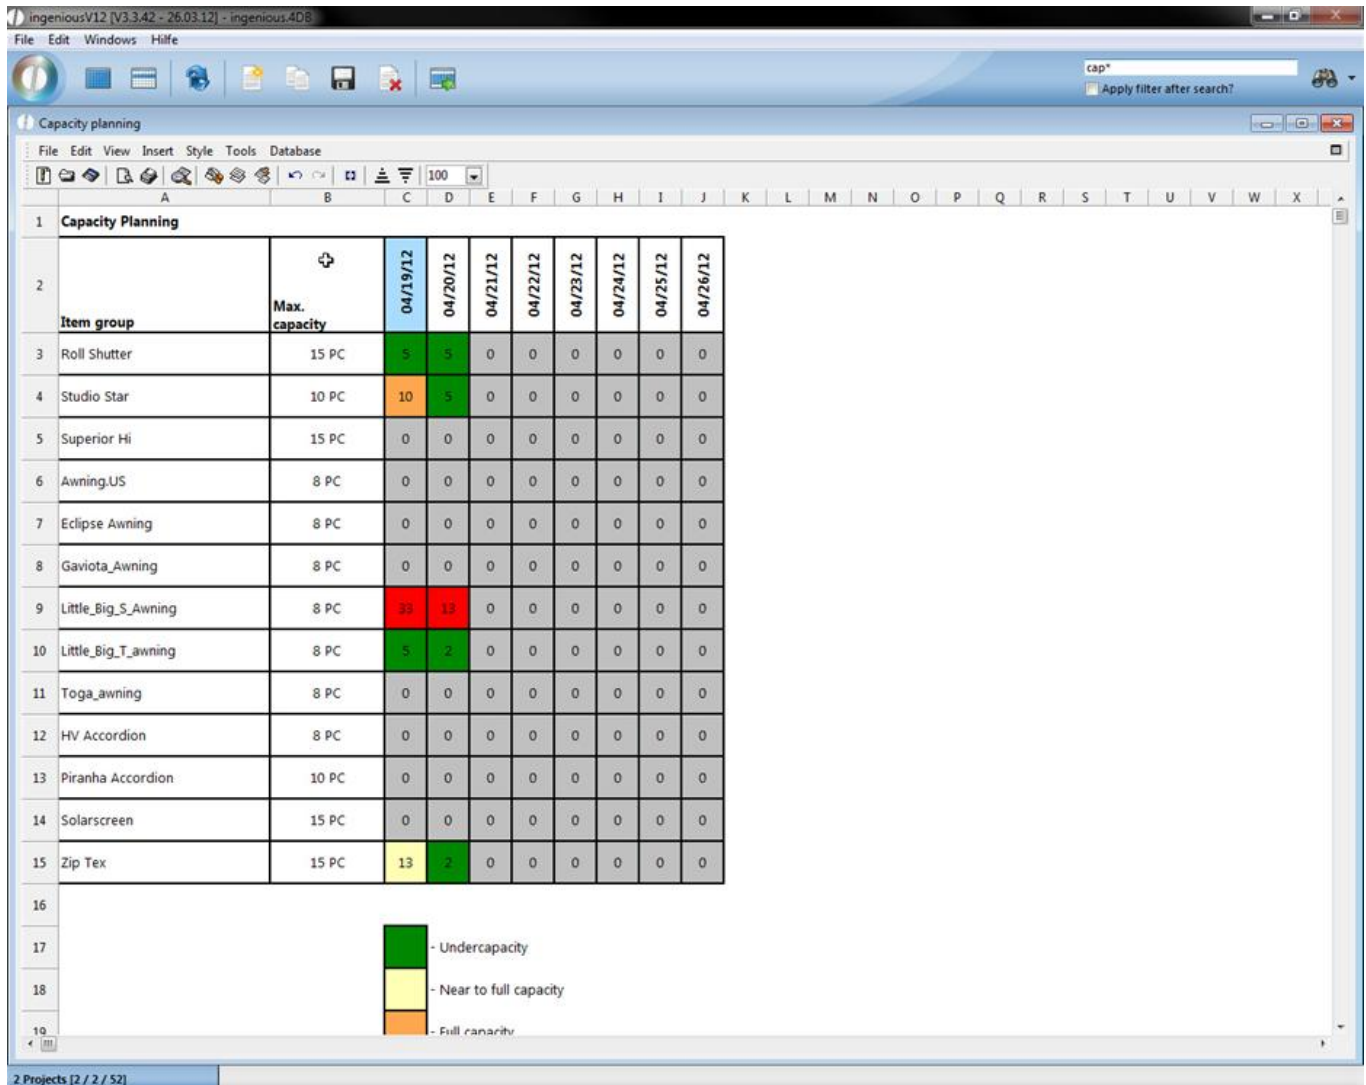 ingeniousV12 [V3.3.42 - 26.03.12] - ingenious.4DB
File Edit Windows Hilfe
cap*
Apply filter after search?
Capacity planning
File Edit View Insert Style Tools Database
100
A B C D E F G H I J K L M N O P Q R S T U V W X
1 Capacity Planning
2 Item group Max. capacity 04/19/12 04/20/12 04/21/12 04/22/12 04/23/12 04/24/12 04/25/12 04/26/12
3 Roll Shutter 15 PC 5 5 0 0 0 0 0 0
4 Studio Star 10 PC 10 5 0 0 0 0 0 0
5 Superior Hi 15 PC 0 0 0 0 0 0 0 0
6 Awning.US 8 PC 0 0 0 0 0 0 0 0
7 Eclipse Awning 8 PC 0 0 0 0 0 0 0 0
8 Gaviota_Awning 8 PC 0 0 0 0 0 0 0 0
9 Little_Big_S_Awning 8 PC 33 13 0 0 0 0 0 0
10 Little_Big_T_awning 8 PC 5 2 0 0 0 0 0 0
11 Toga_awning 8 PC 0 0 0 0 0 0 0 0
12 HV Accordion 8 PC 0 0 0 0 0 0 0 0
13 Piranha Accordion 10 PC 0 0 0 0 0 0 0 0
14 Solarscreen 15 PC 0 0 0 0 0 0 0 0
15 Zip Tex 15 PC 13 2 0 0 0 0 0 0
16
17 - Undercapacity
18 - Near to full capacity
19 - Full capacity
2 Projects [2 / 2 / 52]